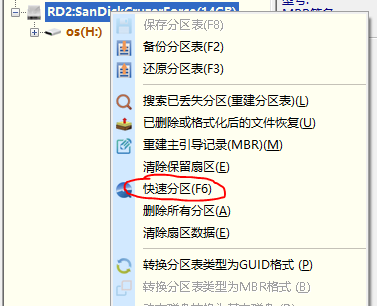 RD2:SanDiskCruzerForce(14GB)
os(H:)
保存分区表(F8)
备份分区表(F2)
还原分区表(F3)
搜索已丢失分区(重建分区表)(L)
已删除或格式化后的文件恢复(U)
重建主引导记录(MBR)(M)
清除保留扇区(E)
快速分区(F6)
删除所有分区(A)
清除扇区数据(E)
转换分区表类型为GUID格式 (P)
转换分区表类型为MBR格式 (B)
型号: